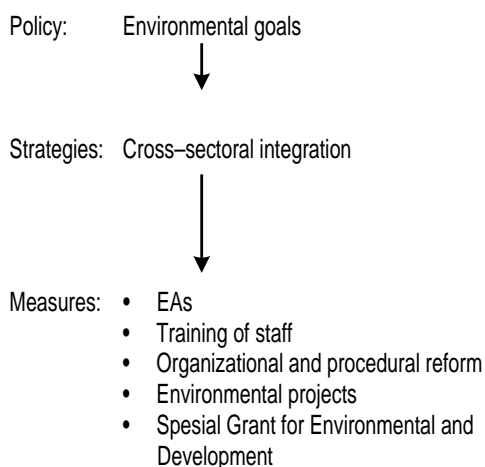 Policy: Environmental goals
Strategies: Cross–sectoral integration
Measures: • EAs
• Training of staff
• Organizational and procedural reform
• Environmental projects
• Spesial Grant for Environmental and
Development